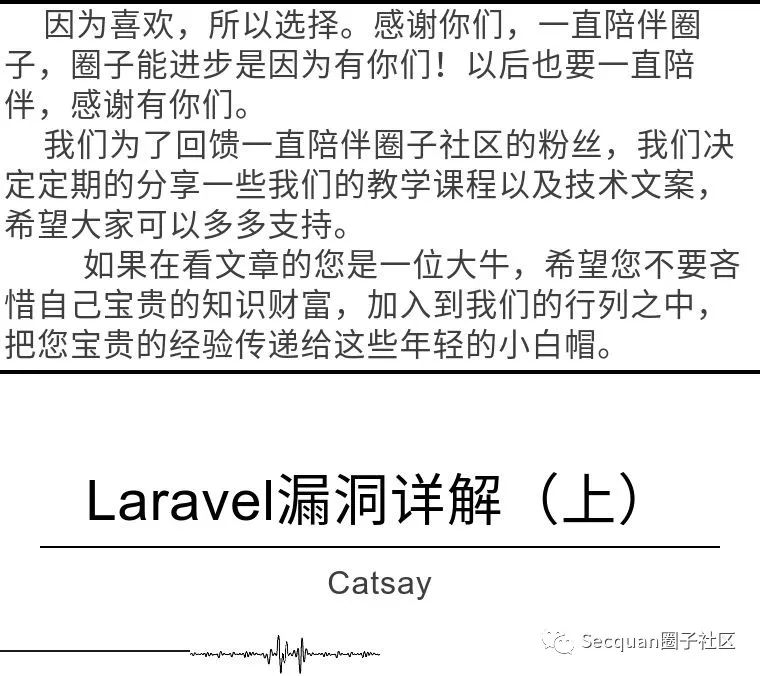 因为喜欢，所以选择。感谢你们，一直陪伴圈
子，圈子能进步是因为有你们！以后也要一直陪
伴，感谢有你们。
我们为了回馈一直陪伴圈子社区的粉丝，我们决
定定期的分享一些我们的教学课程以及技术文案，
希望大家可以多多支持。
如果在看文章的您是一位大牛，希望您不要吝
惜自己宝贵的知识财富，加入到我们的行列之中，
把您宝贵的经验传递给这些年轻的小白帽。
Laravel漏洞详解（上）
Catsay
Secquan圈子社区